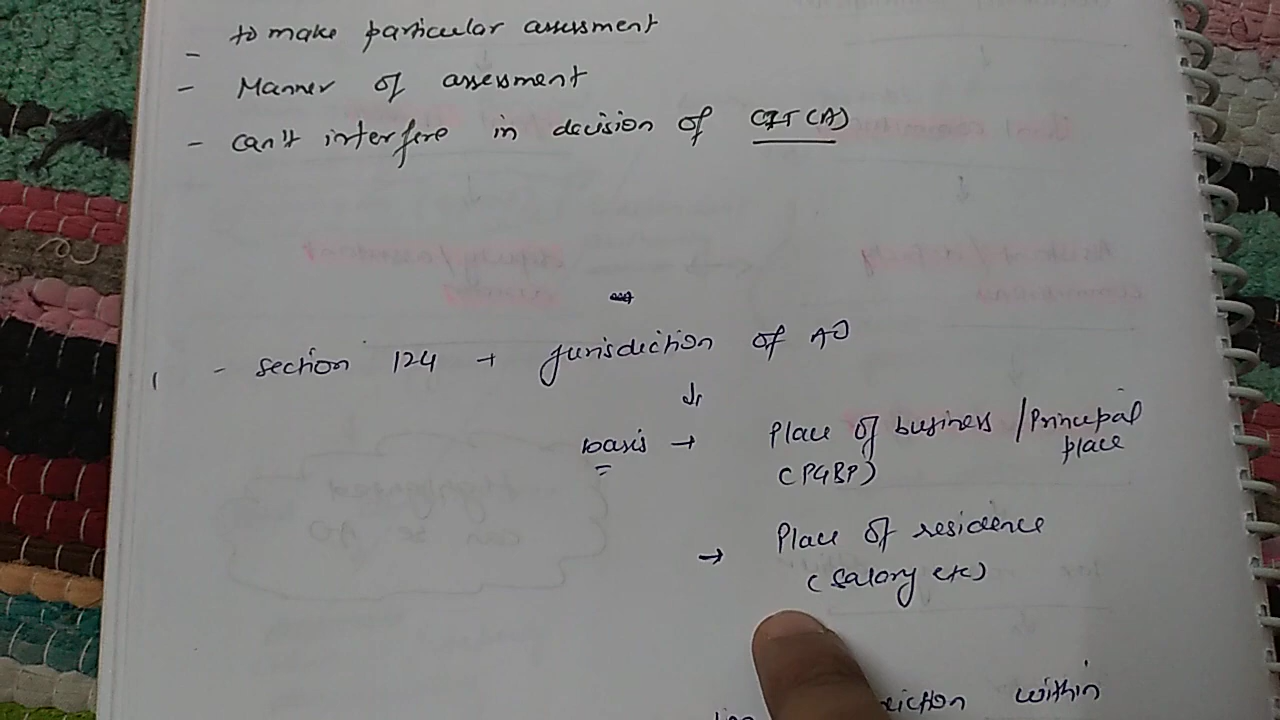 - to make particular assessment
- Manner of assessment
- can't interfere in decision of CIT(A)
- section 124 → Jurisdiction of AO
↓
basis → Place of business / Principal place
(PGBP)
→ Place of residence
(salary etc)
within